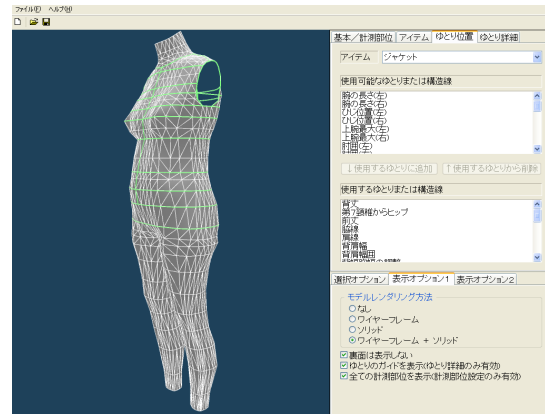 ファイル(F) ヘルプ(H)
基本/計測部位 アイテム ゆとり位置 ゆとり詳細
アイテム ジャケット
使用可能なゆとりまたは構造線
腕の長さ(左)
腕の長さ(右)
ひじ位置(左)
ひじ位置(右)
上腕最大(左)
上腕最大(右)
肘囲(左)
↓使用するゆとりに追加 ↑使用するゆとりから削除
使用するゆとりまたは構造線
背丈
第7頚椎からヒップ
前丈
脇線
肩線
背肩幅
背肩幅囲
選択オプション 表示オプション1 表示オプション2
モデルレンダリング方法
なし
ワイヤーフレーム
ソリッド
ワイヤーフレーム + ソリッド
裏面は表示しない
ゆとりのガイドを表示(ゆとり詳細のみ有効)
全ての計測部位を表示(計測部位設定のみ有効)